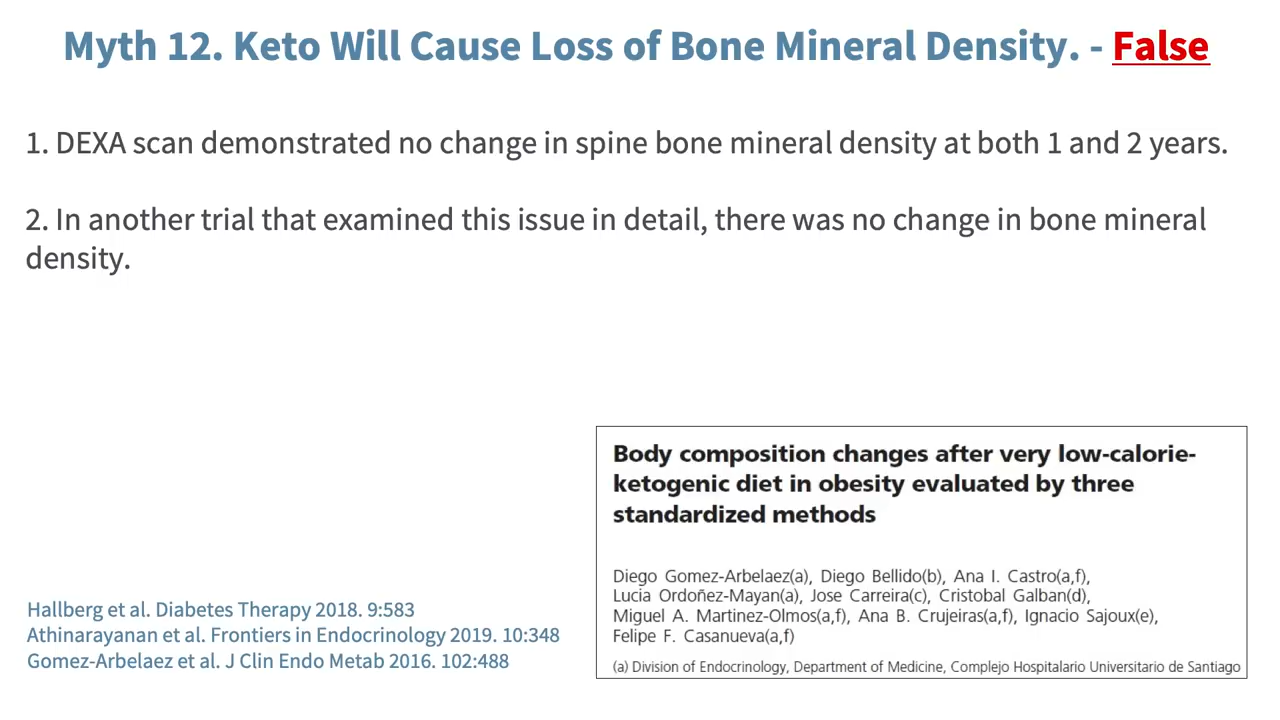 Myth 12. Keto Will Cause Loss of Bone Mineral Density. - False
1. DEXA scan demonstrated no change in spine bone mineral density at both 1 and 2 years.
2. In another trial that examined this issue in detail, there was no change in bone mineral
density.
Body composition changes after very low-calorie-
ketogenic diet in obesity evaluated by three
standardized methods
Diego Gomez-Arbelaez(a), Diego Bellido(b), Ana I. Castro(a,f),
Lucia Ordoñez-Mayan(a), Jose Carreira(c), Cristobal Galban(d),
Miguel A. Martinez-Olmos(a,f), Ana B. Crujeiras(a,f), Ignacio Sajoux(e),
Felipe F. Casanueva(a,f)
(a) Division of Endocrinology, Department of Medicine, Complejo Hospitalario Universitario de Santiago
Hallberg et al. Diabetes Therapy 2018. 9:583
Athinarayanan et al. Frontiers in Endocrinology 2019. 10:348
Gomez-Arbelaez et al. J Clin Endo Metab 2016. 102:488